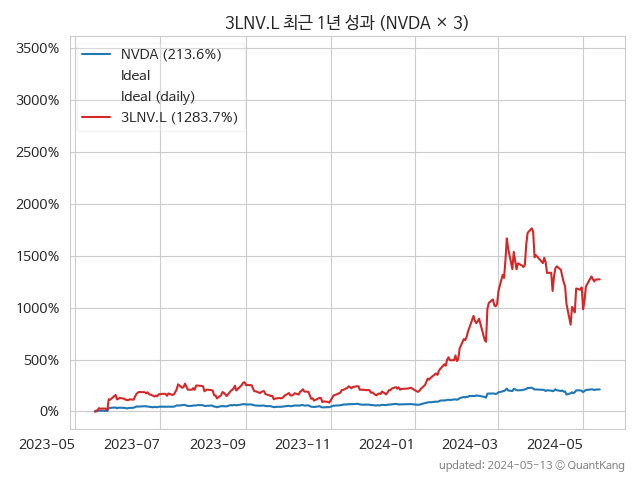 3LNV.L 최근 1년 성과 (NVDA × 3)
3500%
3000%
2500%
2000%
1500%
1000%
500%
0%
NVDA (213.6%)
Ideal
Ideal (daily)
3LNV.L (1283.7%)
2023-05
2023-07
2023-09
2023-11
2024-01
2024-03
2024-05
updated: 2024-05-13 © QuantKang